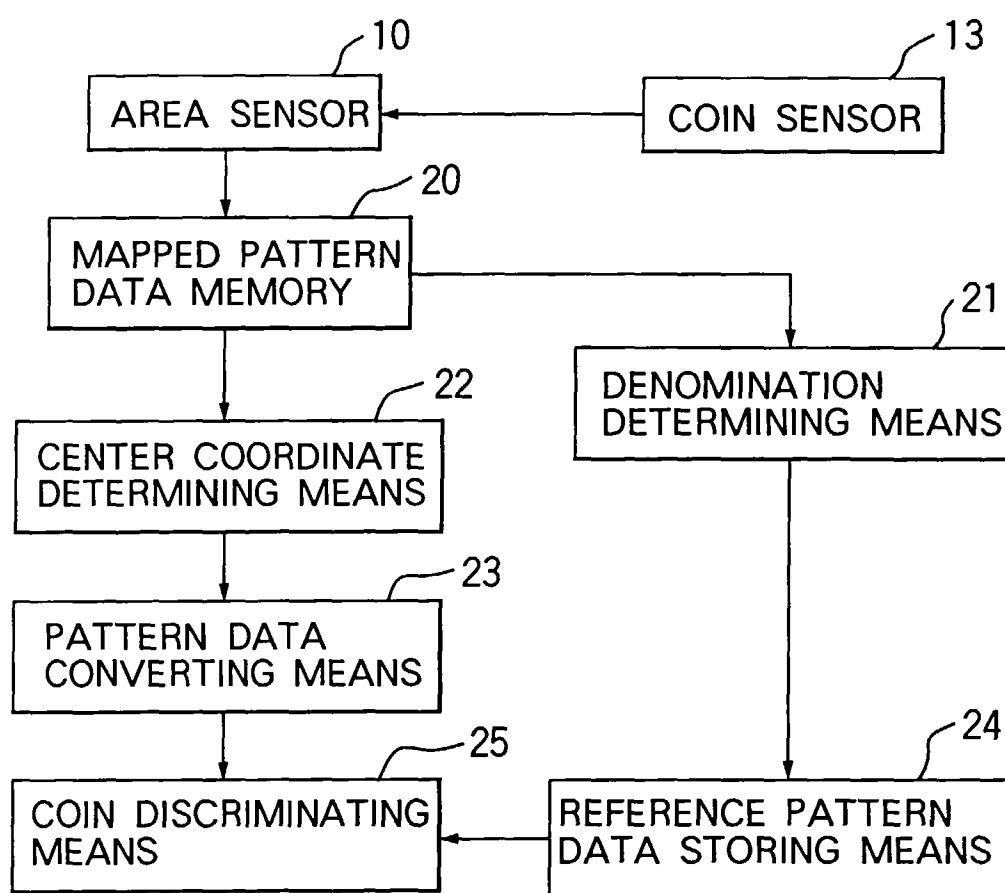 10
AREA SENSOR
13
COIN SENSOR
20
MAPPED PATTERN
DATA MEMORY
21
DENOMINATION
DETERMINING MEANS
22
CENTER COORDINATE
DETERMINING MEANS
23
PATTERN DATA
CONVERTING MEANS
25
COIN DISCRIMINATING
MEANS
24
REFERENCE PATTERN
DATA STORING MEANS